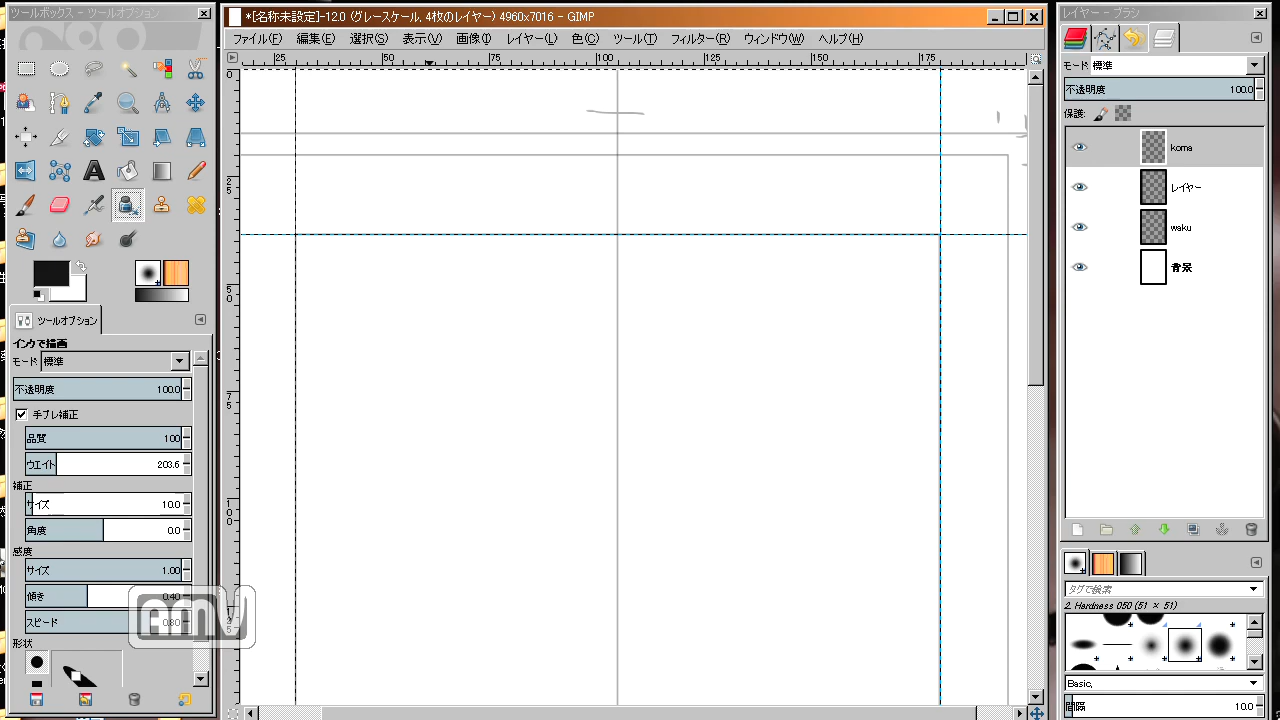 ツールボックス - ツールオプション
*[名称未設定]-12.0 (グレースケール, 4枚のレイヤー) 4960x7016 – GIMP
レイヤー - ブラシ
ファイル(F) 編集(E) 選択(S) 表示(V) 画像(I) レイヤー(L) 色(C) ツール(T) フィルター(R) ウィンドウ(W) ヘルプ(H)
25 50 75 100 125 150 175
0
25
50
75
100
ツールオプション
インクで描画
モード 標準
不透明度 100.0
手ブレ補正
品質 100
ウエイト 203.6
補正
サイズ 10.0
角度 0.0
感度
サイズ 1.00
傾き 0.40
スピード 0.80
形状
AMV
モード: 標準
不透明度 100.0
保護:
koma
レイヤー
waku
背景
タグで検索
2. Hardness 050 (51 × 51)
Basic,
間隔 10.0